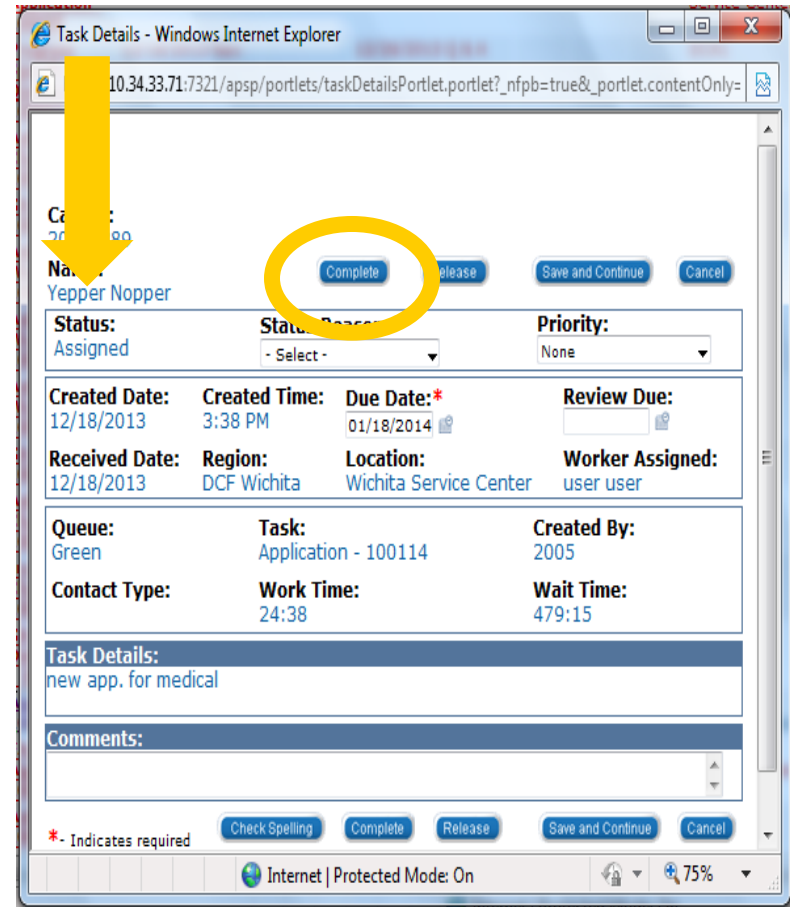 Task Details - Windows Internet Explorer
10.34.33.71:7321/apsp/portlets/taskDetailsPortlet.portlet?_nfpb=true&_portlet.contentOnly=
Name:
Complete Release Save and Continue Cancel
Yepper Nopper
Status: Status Reason: Priority:
Assigned - Select - None
Created Date: Created Time: Due Date:* Review Due:
12/18/2013 3:38 PM 01/18/2014
Received Date: Region: Location: Worker Assigned:
12/18/2013 DCF Wichita Wichita Service Center user user
Queue: Task: Created By:
Green Application - 100114 2005
Contact Type: Work Time: Wait Time:
24:38 479:15
Task Details:
new app. for medical
Comments:
*- Indicates required Check Spelling Complete Release Save and Continue Cancel
Internet | Protected Mode: On 75%